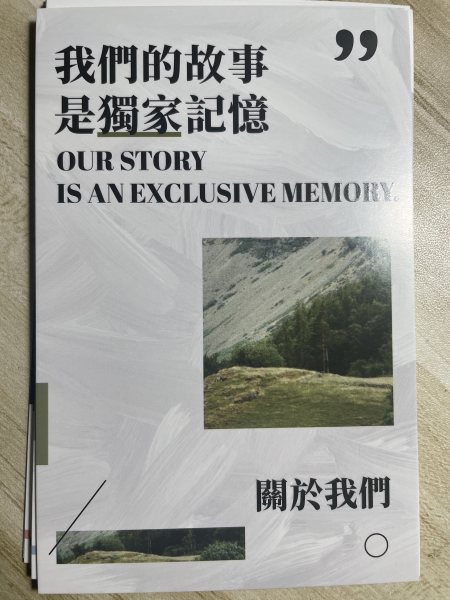 ”
我們的故事
是獨家記憶
OUR STORY
IS AN EXCLUSIVE MEMORY.
關於我們